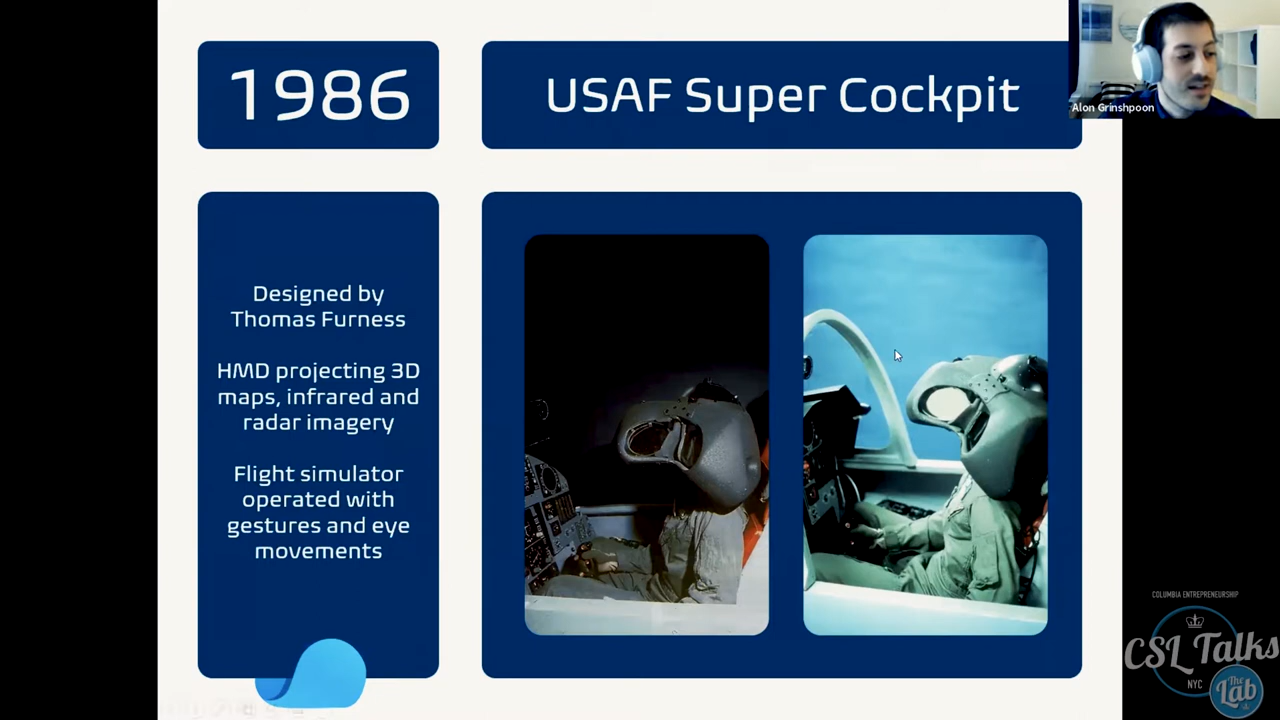 1986
USAF Super Cockpit
Alon Grinshpoon
Designed by
Thomas Furness
HMD projecting 3D
maps, infrared and
radar imagery
Flight simulator
operated with
gestures and eye
movements
COLUMBIA ENTREPRENEURSHIP
CSL Talks
NYC
The
Lab